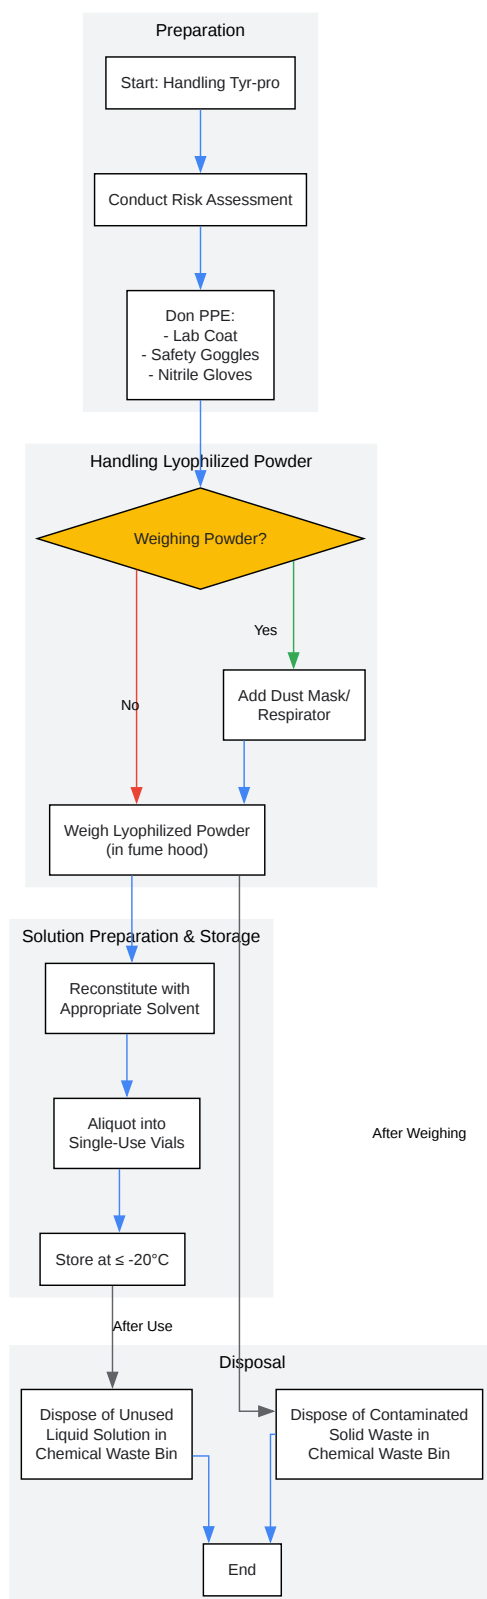 Preparation
Start: Handling Tyr-pro
Conduct Risk Assessment
Don PPE:
- Lab Coat
- Safety Goggles
- Nitrile Gloves
Handling Lyophilized Powder
Weighing Powder?
Yes
Add Dust Mask/
Respirator
No
Weigh Lyophilized Powder
(in fume hood)
Solution Preparation & Storage
Reconstitute with
Appropriate Solvent
Aliquot into
Single-Use Vials
After Weighing
Store at ≤ -20°C
After Use
Disposal
Dispose of Unused
Liquid Solution in
Chemical Waste Bin
Dispose of Contaminated
Solid Waste in
Chemical Waste Bin
End